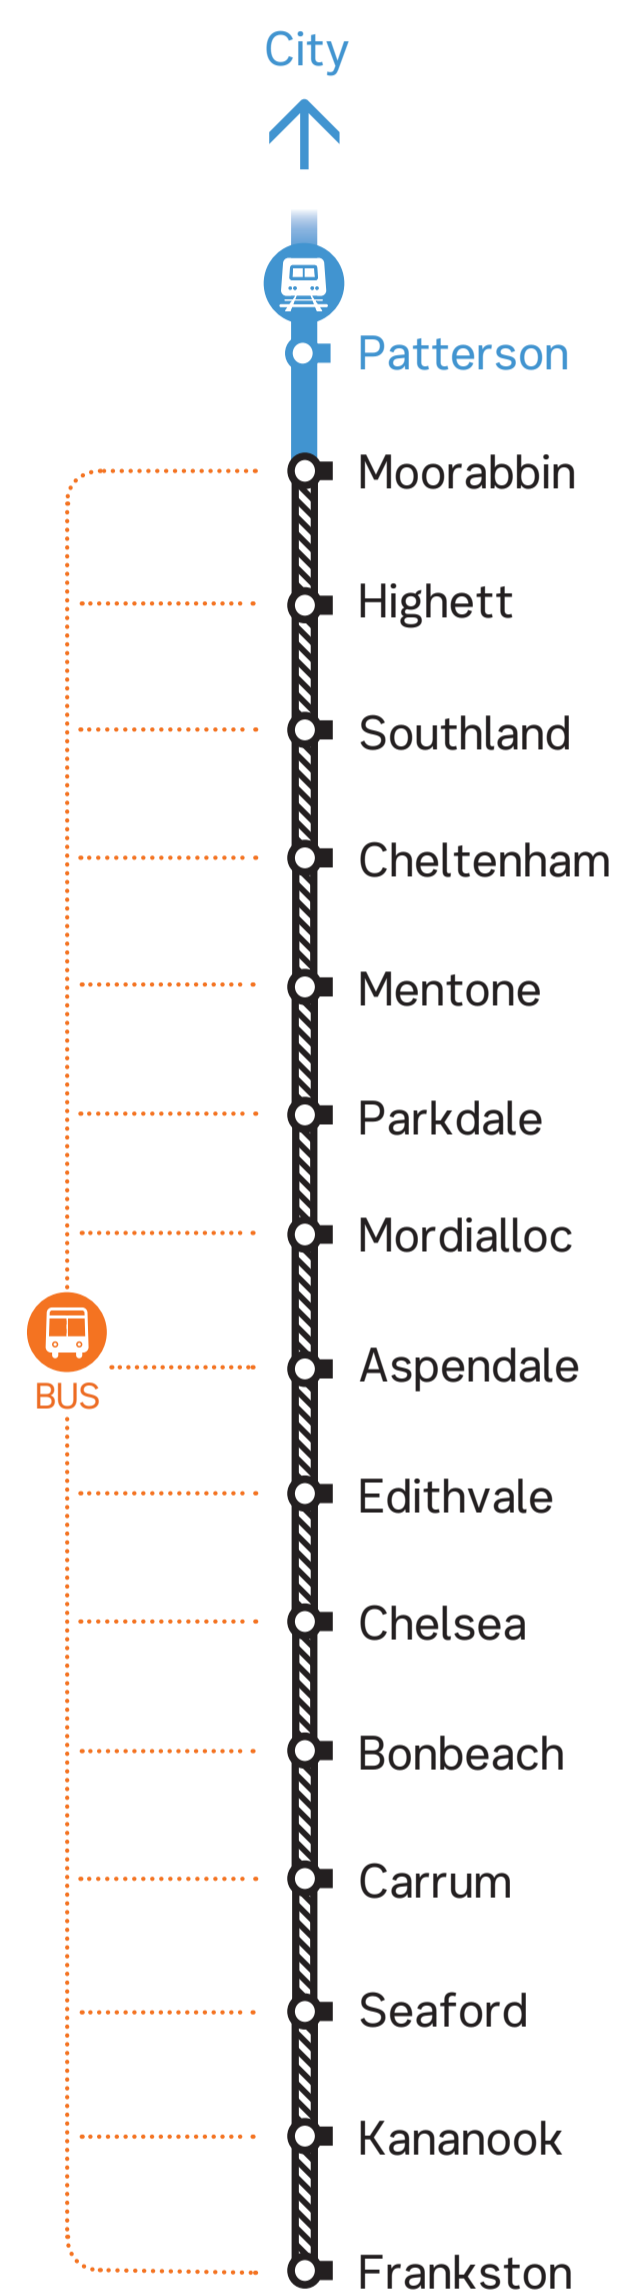 City
Patterson
Moorabbin
Highett
Southland
Cheltenham
Mentone
Parkdale
Mordialloc
Aspendale
BUS
Edithvale
Chelsea
Bonbeach
Carrum
Seaford
Kananook
Frankston